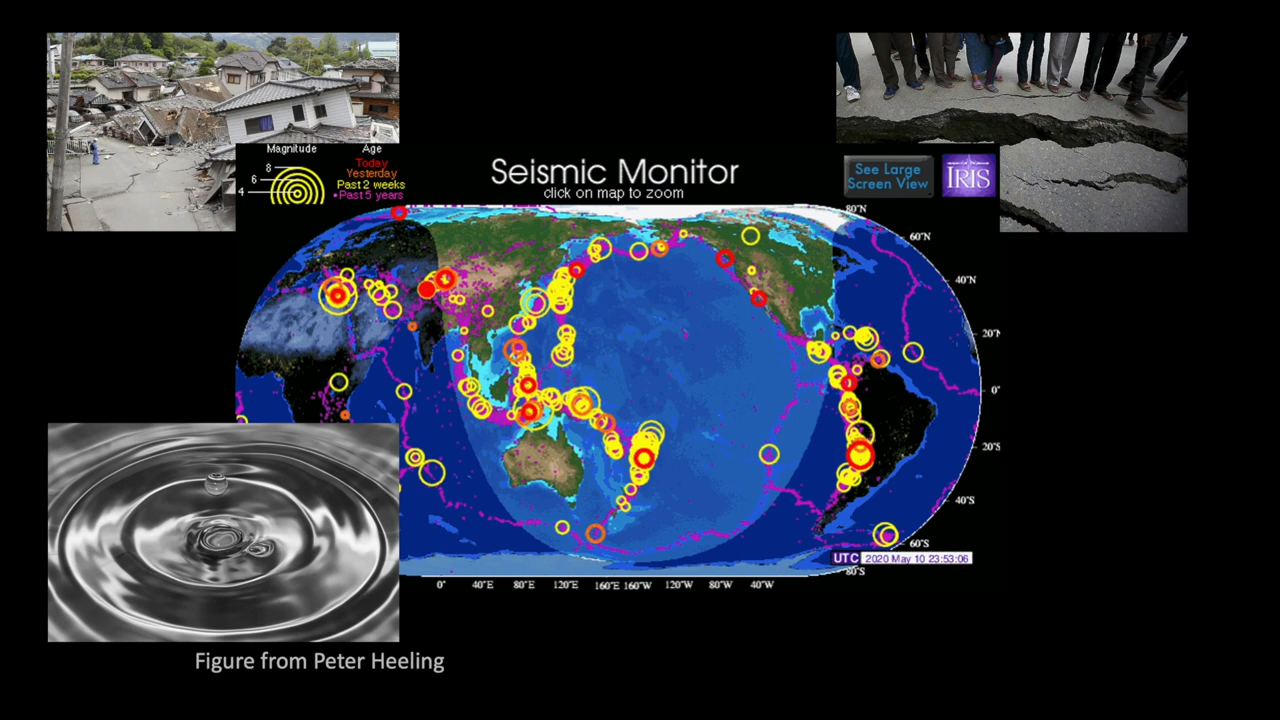 Seismic Monitor
click on map to zoom
Magnitude
8
6
4
Age
Today
Yesterday
Past 2 weeks
Past 5 years
See Large
Screen View
IRIS
80°N
60°N
40°N
20°N
0°
20°S
40°S
60°S
80°S
UTC 2020 May 10 23:53:06
0° 40°E 80°E 120°E 160°E 160°W 120°W 80°W 40°W
Figure from Peter Heeling